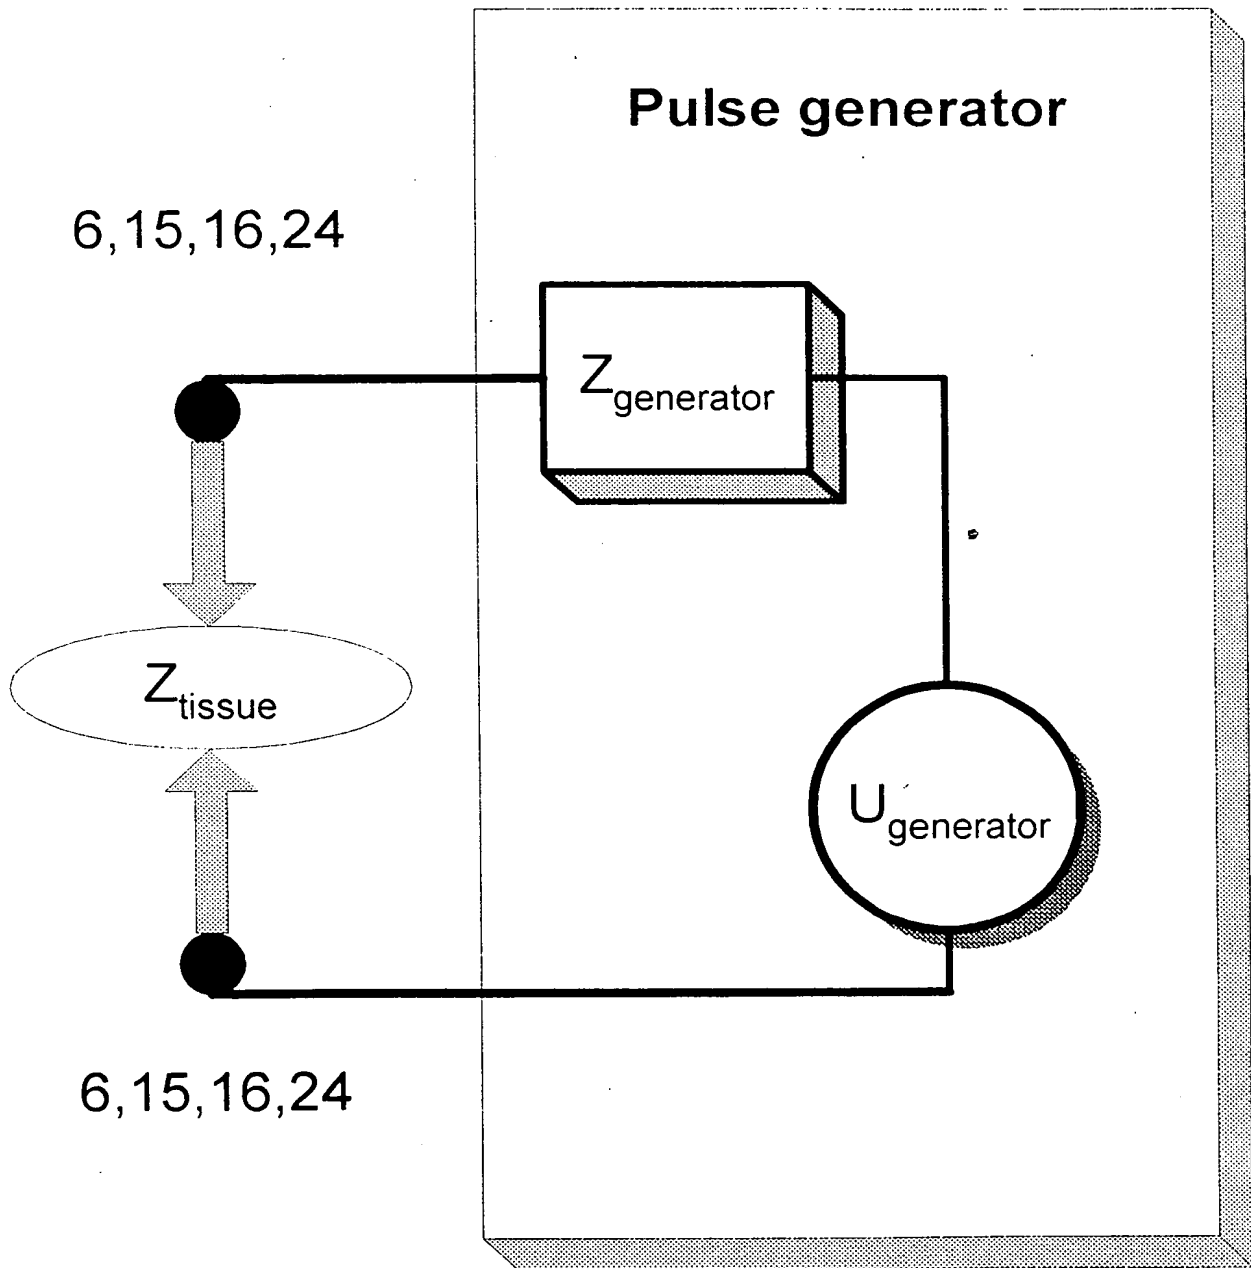 Pulse generator
6,15,16,24
Zgenerator
Ztissue
Ugenerator
6,15,16,24